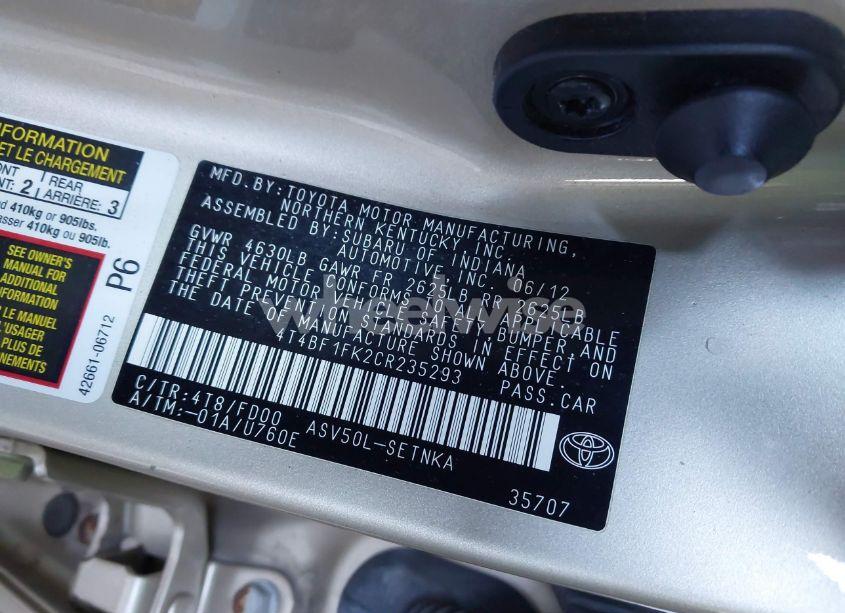 INFORMATION
ET LE CHARGEMENT
2
REAR
ARRIÈRE: 3
410kg or 905lbs.
asser 410kg ou 905lb.
SEE OWNER'S
MANUAL FOR
ADDITIONAL
INFORMATION
LE MANUEL
L'USAGER
PLUS DE
P6
42661-06712
MFD.BY:TOYOTA MOTOR MANUFACTURING,
NORTHERN KENTUCKY INC.
ASSEMBLED BY:SUBARU OF INDIANA
AUTOMOTIVE,INC. 06/12
GVWR 4630LB GAWR FR 2625LB RR 2625LB
THIS VEHICLE CONFORMS TO ALL APPLICABLE
FEDERAL MOTOR VEHICLE SAFETY, BUMPER,AND
THEFT PREVENTION STANDARDS IN EFFECT ON
THE DATE OF MANUFACTURE SHOWN ABOVE.
4T4BF1FK2CR235293 PASS.CAR
C/TR:4T8/FD00
A/TM:-01A/U760E ASV50L-SETNKA
35707
wheelwise